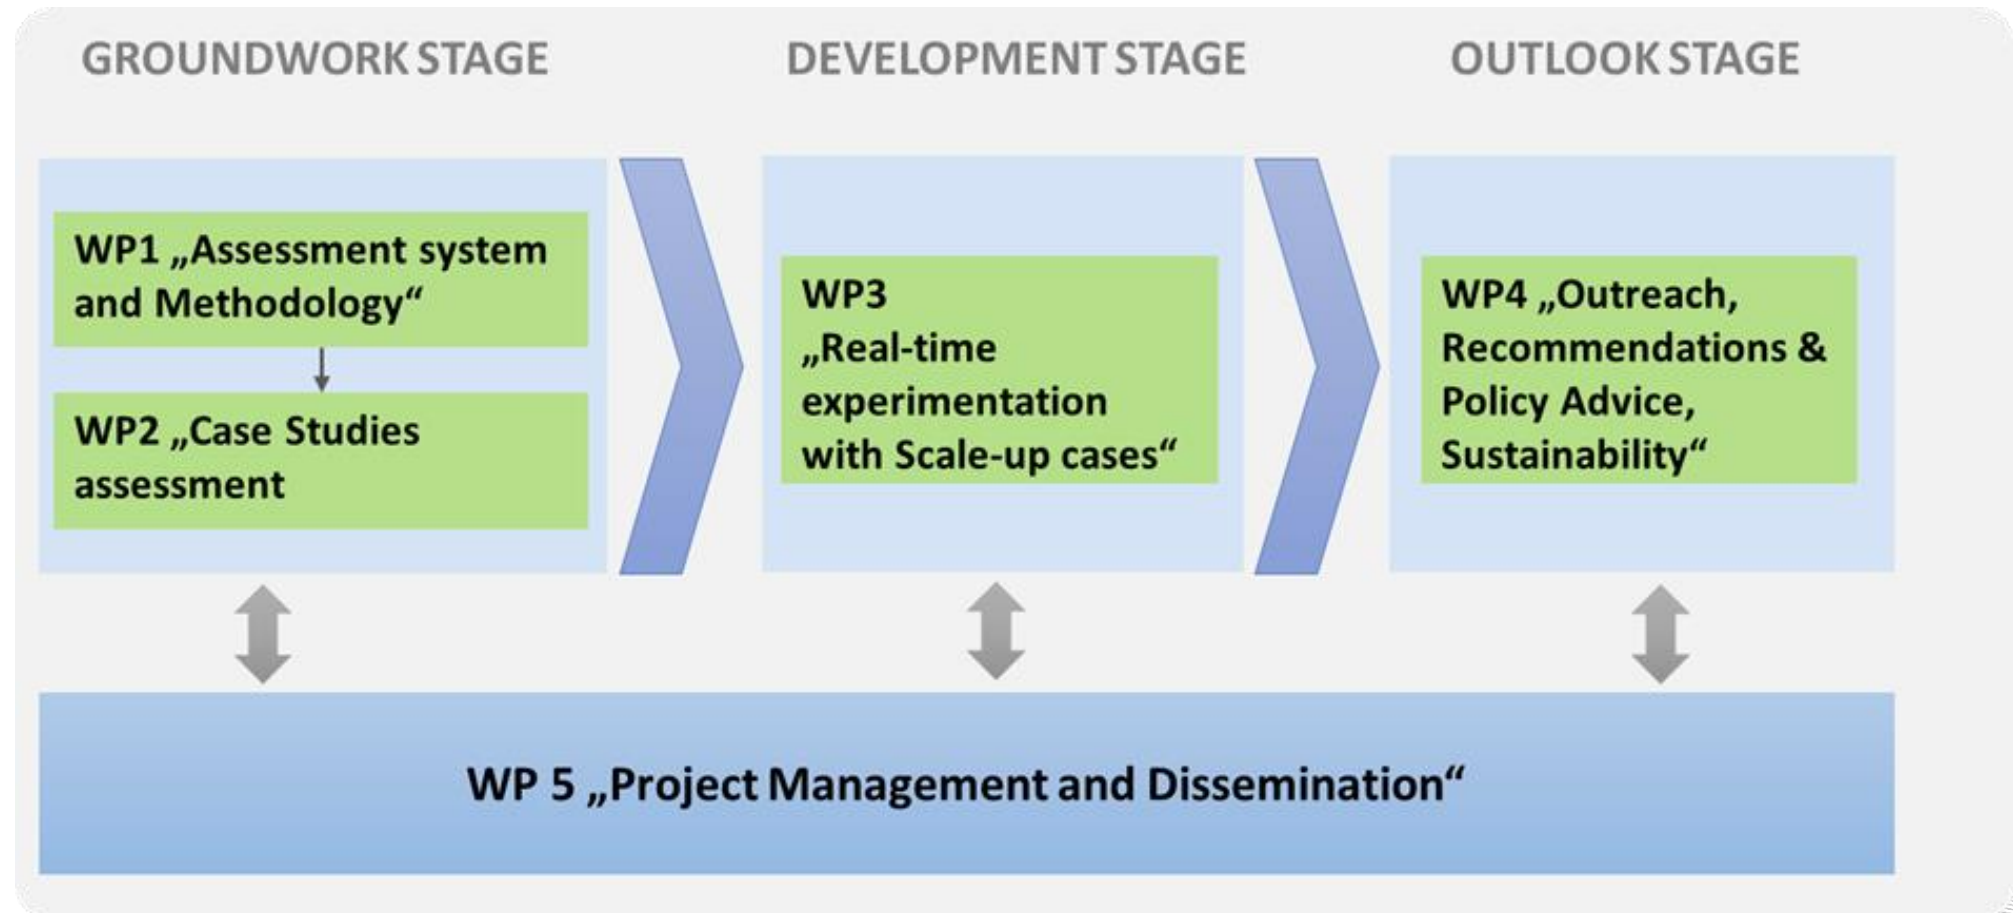 GROUNDWORK STAGE
DEVELOPMENT STAGE
OUTLOOK STAGE
WP1 „Assessment system
and Methodology“
WP2 „Case Studies
assessment
WP3
„Real-time
experimentation
with Scale-up cases“
WP4 „Outreach,
Recommendations &
Policy Advice,
Sustainability“
WP 5 „Project Management and Dissemination“